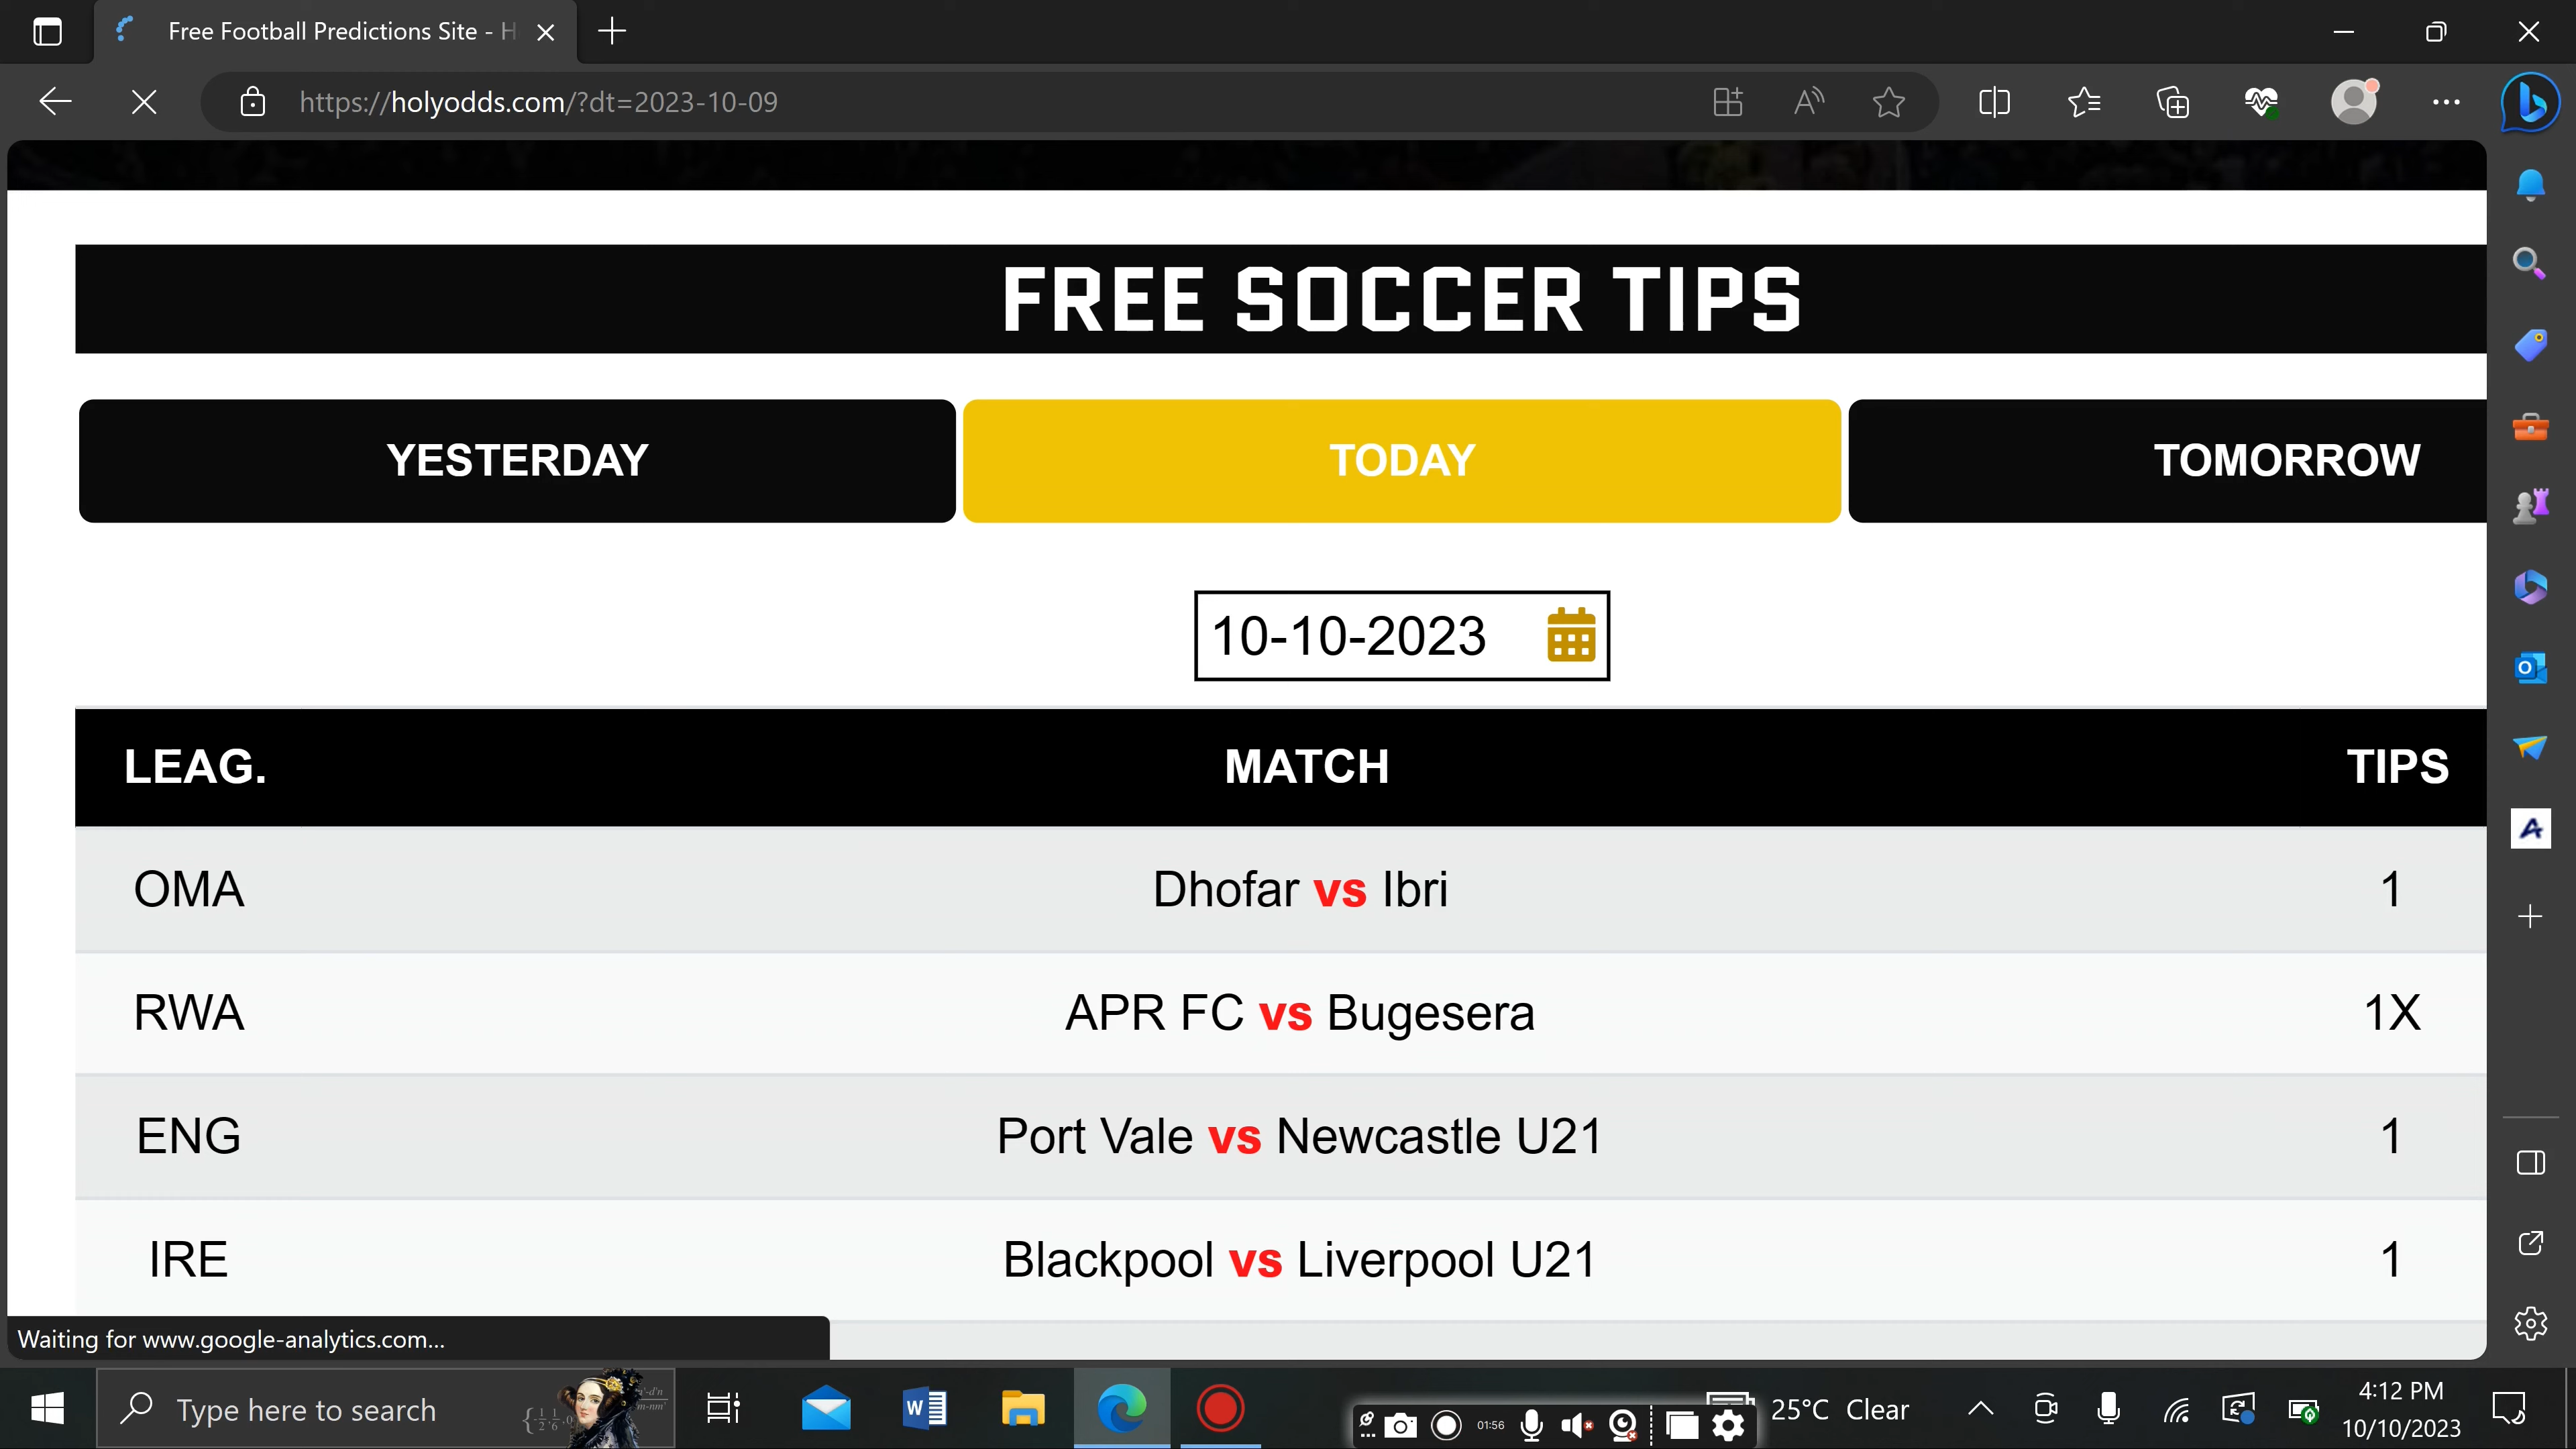 Free Football Predictions Site - H
https://holyodds.com/?dt=2023-10-09
FREE SOCCER TIPS
YESTERDAY
TODAY
TOMORROW
10-10-2023
LEAG. MATCH TIPS
OMA Dhofar vs Ibri 1
RWA APR FC vs Bugesera 1X
ENG Port Vale vs Newcastle U21 1
IRE Blackpool vs Liverpool U21 1
Waiting for www.google-analytics.com...
Type here to search
01:56
25°C Clear
4:12 PM
10/10/2023